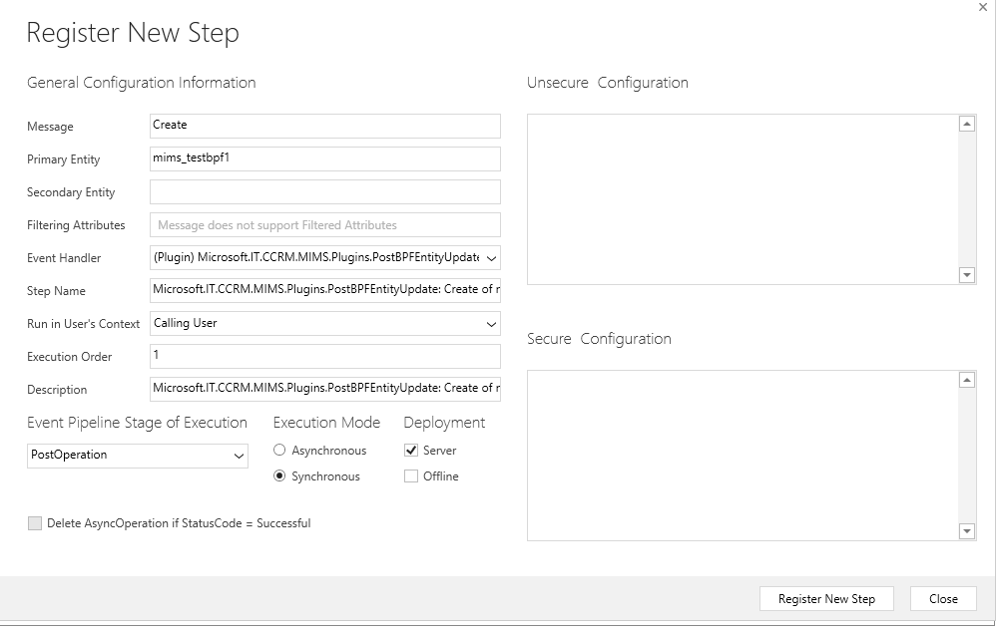 Register New Step
General Configuration Information
Message Create
Primary Entity mims_testbpf1
Secondary Entity
Filtering Attributes Message does not support Filtered Attributes
Event Handler (Plugin) Microsoft.IT.CCRM.MIMS.Plugins.PostBPFEntityUpdate
Step Name Microsoft.IT.CCRM.MIMS.Plugins.PostBPFEntityUpdate: Create of
Run in User's Context Calling User
Execution Order 1
Description Microsoft.IT.CCRM.MIMS.Plugins.PostBPFEntityUpdate: Create of
Event Pipeline Stage of Execution
PostOperation
Execution Mode
Asynchronous
Synchronous
Deployment
Server
Offline
Delete AsyncOperation if StatusCode = Successful
Unsecure Configuration
Secure Configuration
Register New Step
Close